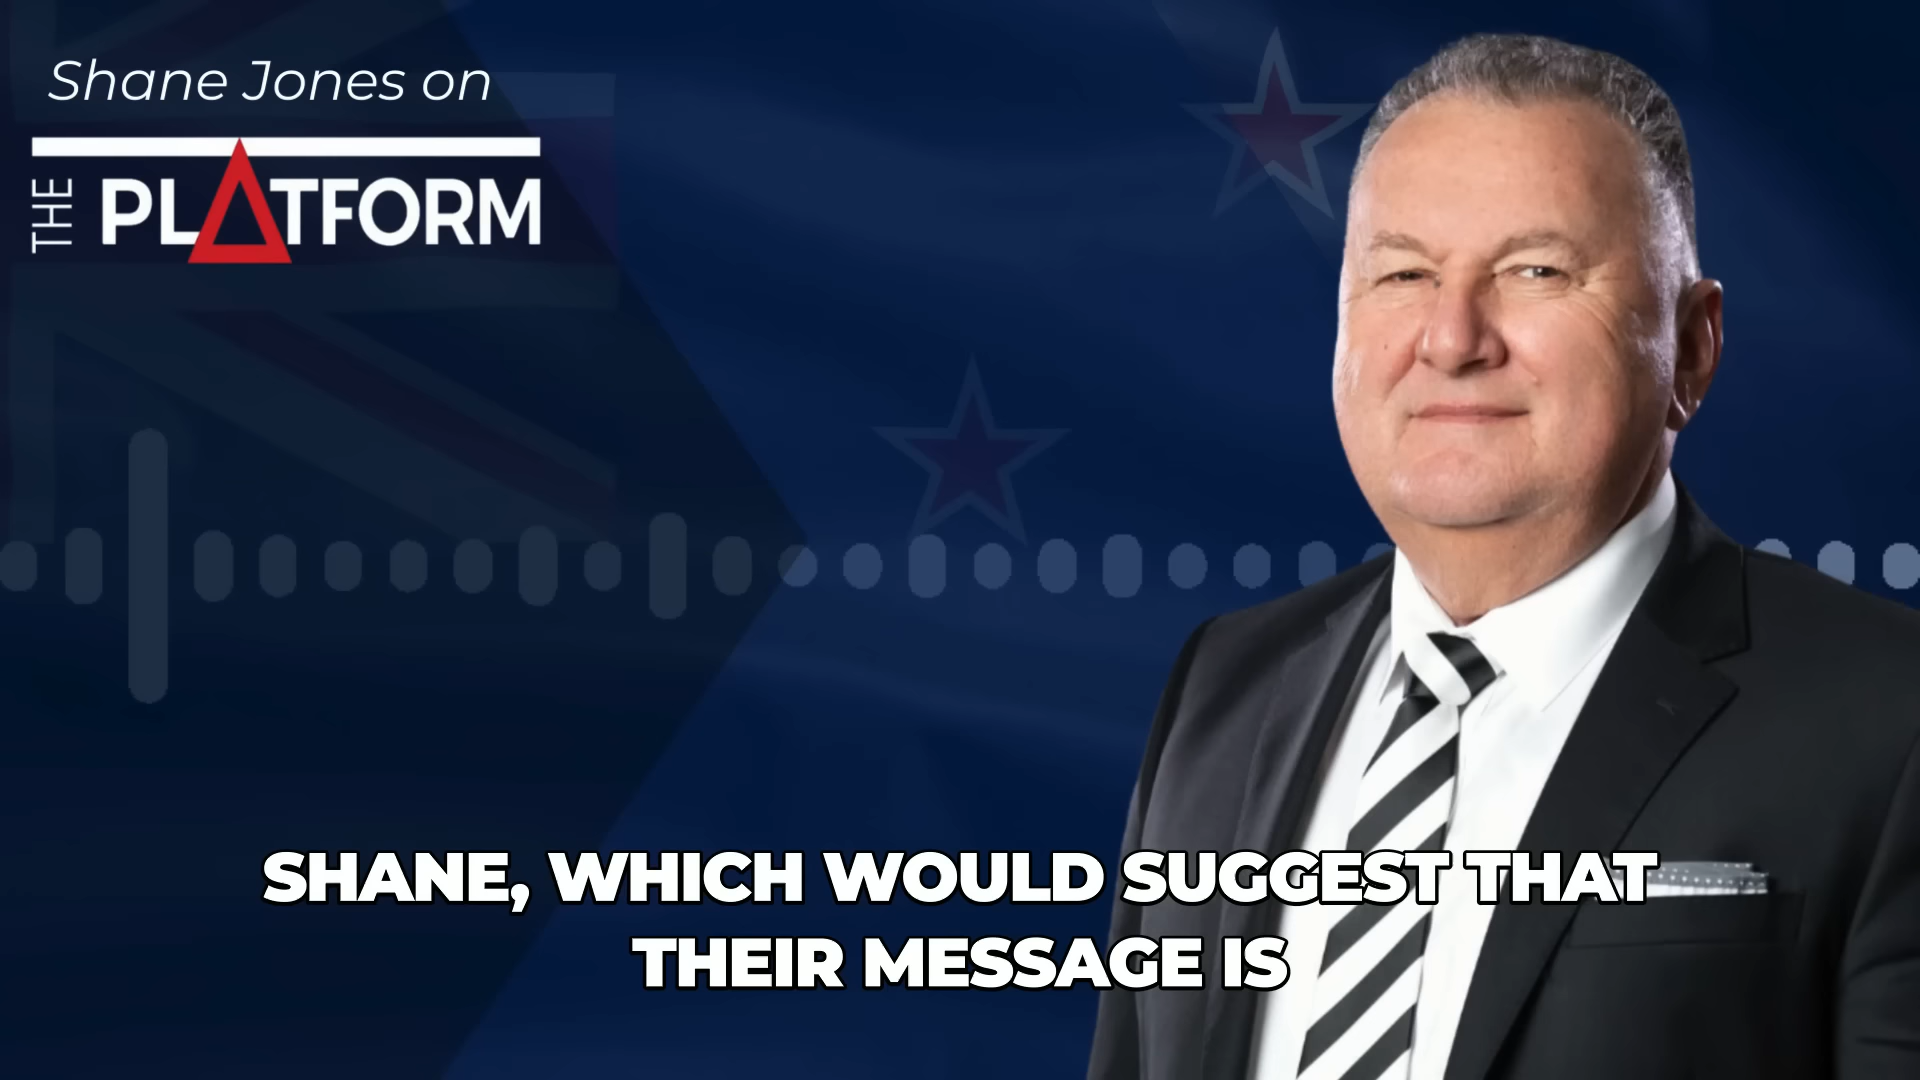 Shane Jones on
THE PLATFORM
SHANE, WHICH WOULD SUGGEST THAT
THEIR MESSAGE IS